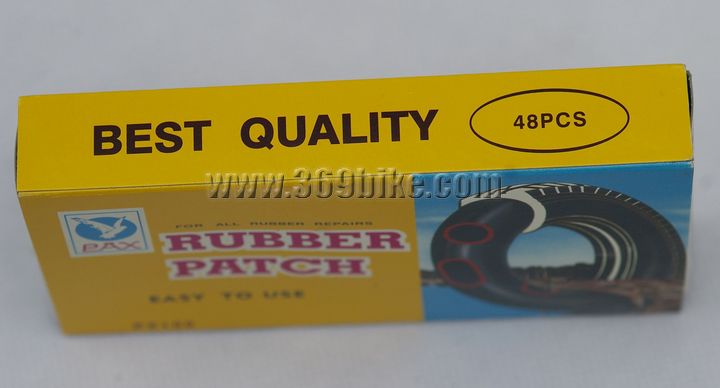 BEST QUALITY 48PCS
www.369bike.com
FOR ALL RUBBER REPAIRS
PAX
RUBBER
PATCH
EASY TO USE